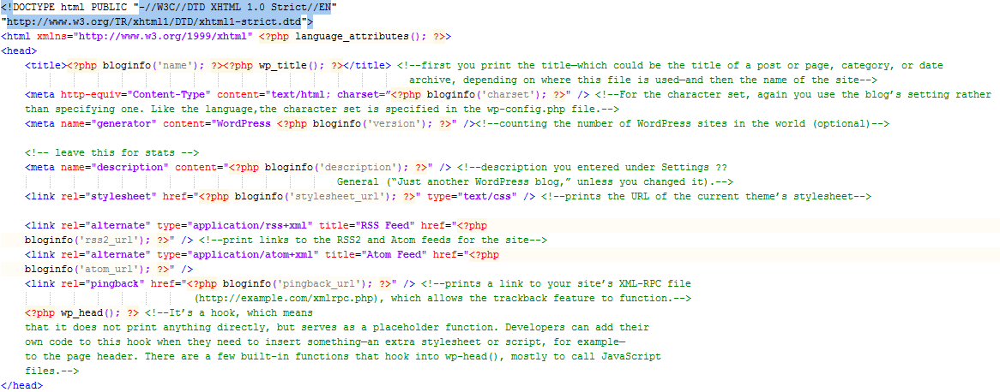 <!DOCTYPE html PUBLIC "-//W3C//DTD XHTML 1.0 Strict//EN"
"http://www.w3.org/TR/xhtml1/DTD/xhtml1-strict.dtd">
<html xmlns="http://www.w3.org/1999/xhtml" <?php language_attributes(); ?>>
<head>
<title><?php bloginfo('name'); ?><?php wp_title(); ?></title> <!--first you print the title—which could be the title of a post or page, category, or date
archive, depending on where this file is used—and then the name of the site-->
<meta http-equiv="Content-Type" content="text/html; charset=”<?php bloginfo('charset'); ?>" /> <!--For the character set, again you use the blog’s setting rather
than specifying one. Like the language,the character set is specified in the wp-config.php file.-->
<meta name="generator" content="WordPress <?php bloginfo('version'); ?>" /><!--counting the number of WordPress sites in the world (optional)-->
<!-- leave this for stats -->
<meta name="description" content="<?php bloginfo('description'); ?>" /> <!--description you entered under Settings ??
General (“Just another WordPress blog,” unless you changed it).-->
<link rel="stylesheet" href="<?php bloginfo('stylesheet_url'); ?>" type="text/css" /> <!--prints the URL of the current theme’s stylesheet-->
<link rel="alternate" type="application/rss+xml" title="RSS Feed" href="<?php
bloginfo('rss2_url'); ?>" /> <!--print links to the RSS2 and Atom feeds for the site-->
<link rel="alternate" type="application/atom+xml" title="Atom Feed" href="<?php
bloginfo('atom_url'); ?>" />
<link rel="pingback" href="<?php bloginfo('pingback_url'); ?>" /> <!--prints a link to your site’s XML-RPC file
(http://example.com/xmlrpc.php), which allows the trackback feature to function.-->
<?php wp_head(); ?> <!--It’s a hook, which means
that it does not print anything directly, but serves as a placeholder function. Developers can add their
own code to this hook when they need to insert something—an extra stylesheet or script, for example—
to the page header. There are a few built-in functions that hook into wp-head(), mostly to call JavaScript
files.-->
</head>